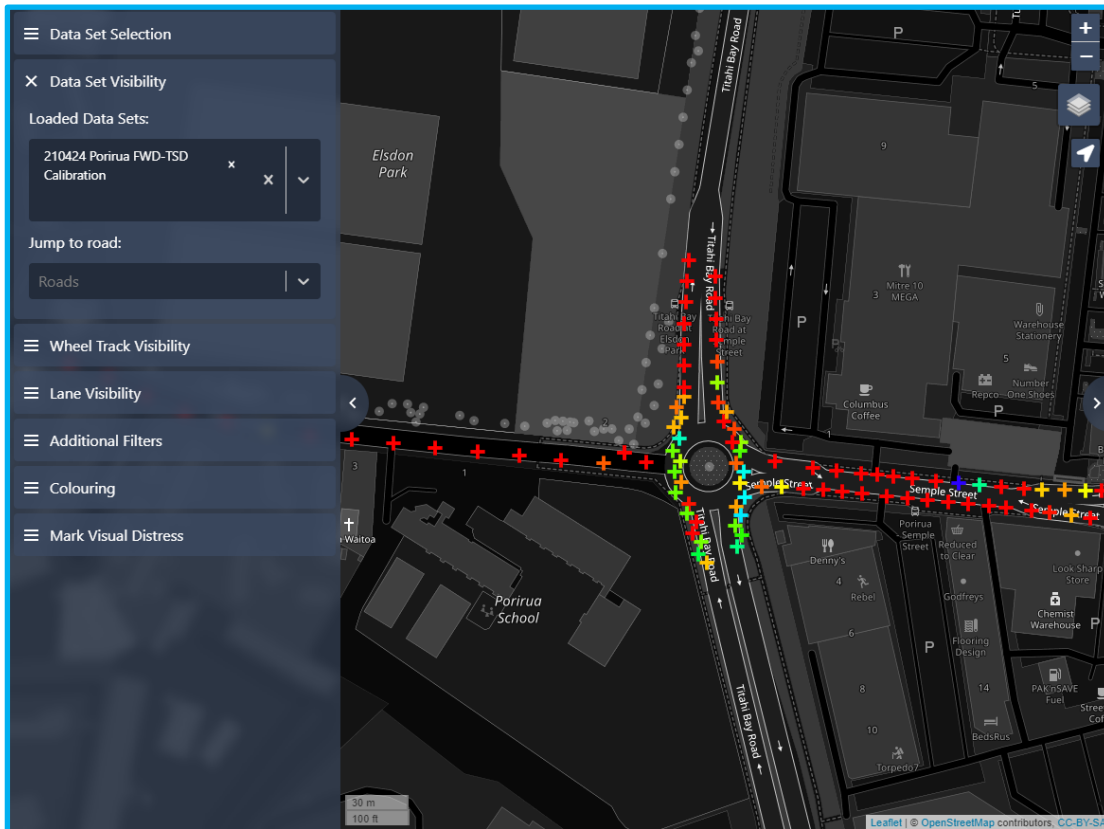 Data Set Selection
Data Set Visibility
Loaded Data Sets:
210424 Porirua FWD-TSD
Calibration
Jump to road:
Roads
Wheel Track Visibility
Lane Visibility
Additional Filters
Colouring
Mark Visual Distress
Titahi Bay Road
P
5
9
Elsdon
Park
Titahi Bay Road
Mitre 10
MEGA
3
P
Titahi Bay
Road at
Elsdon
Park
Titahi Bay
Road at
Semple
Street
Warehouse
Stationery
5
Repco
Number
One Shoes
P
Columbus
Coffee
1
2
3
1
Semple Street
Semple Street
Semple Street
Porirua
- Semple
Street
Reduced
to Clear
Titahi Bay Road
Denny's
4
Rebel
Godfreys
Look Sharp
Store
Chemist
Warehouse
P
Porirua
School
6
Flooring
Design
P
8
14
PAK'nSAVE
Fuel
10
BedsRus
Titahi Bay Road
Torpedo7
30 m
100 ft
Leaflet | © OpenStreetMap contributors, CC-BY-SA